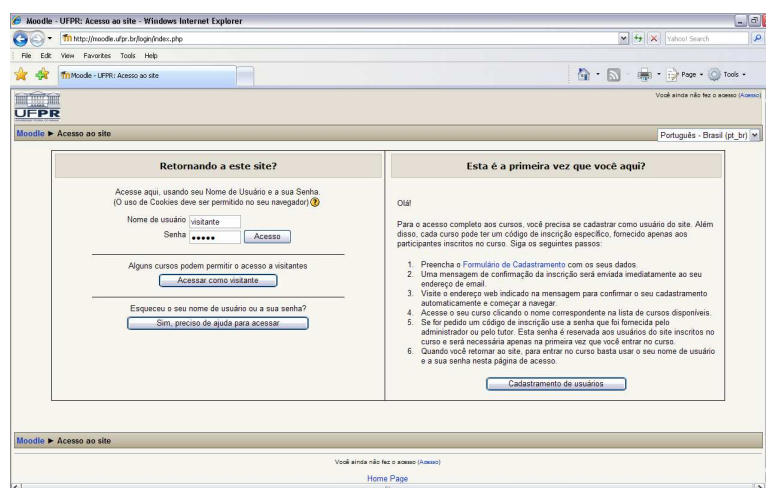 Moodle - UFPR: Acesso ao site - Windows Internet Explorer
http://moodle.ufpr.br/login/index.php
Yahoo! Search
File Edit View Favorites Tools Help
Moodle - UFPR: Acesso ao site
Page
Tools
Você ainda não fez o acesso (Acesso)
UFPR
Moodle ► Acesso ao site
Português - Brasil (pt_br)
Retornando a este site?
Acesse aqui, usando seu Nome de Usuário e a sua Senha.
(O uso de Cookies deve ser permitido no seu navegador)
Nome de usuário visitante
Senha ••••• Acesso
Alguns cursos podem permitir o acesso a visitantes
Acessar como visitante
Esqueceu o seu nome de usuário ou a sua senha?
Sim, preciso de ajuda para acessar
Esta é a primeira vez que você aqui?
Olá!
Para o acesso completo aos cursos, você precisa se cadastrar como usuário do site. Além
disso, cada curso pode ter um código de inscrição específico, fornecido apenas aos
participantes inscritos no curso. Siga os seguintes passos:
1. Preencha o Formulário de Cadastramento com os seus dados.
2. Uma mensagem de confirmação da inscrição será enviada imediatamente ao seu
endereço de email.
3. Visite o endereço web indicado na mensagem para confirmar o seu cadastramento
automaticamente e começar a navegar.
4. Acesse o seu curso clicando o nome correspondente na lista de cursos disponíveis.
5. Se for pedido um código de inscrição use a senha que foi fornecida pelo
administrador ou pelo tutor. Esta senha é reservada aos usuários do site inscritos no
curso e será necessária apenas na primeira vez que você entrar no curso.
6. Quando você retornar ao site, para entrar no curso basta usar o seu nome de usuário
e a sua senha nesta página de acesso.
Cadastramento de usuários
Moodle ► Acesso ao site
Você ainda não fez o acesso (Acesso)
Home Page